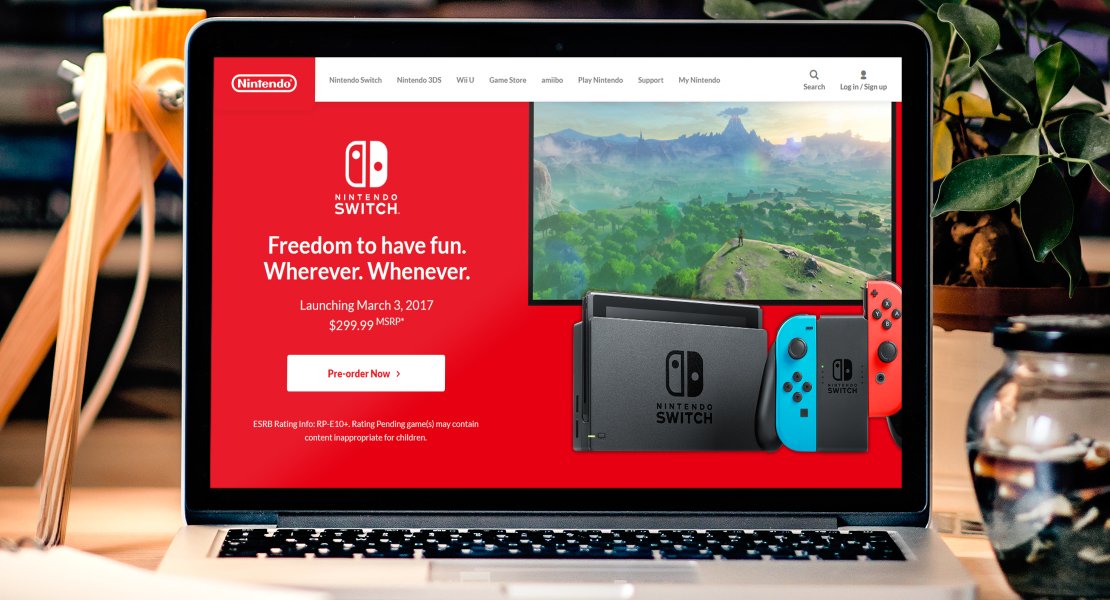 Nintendo
Nintendo Switch Nintendo 3DS Wii U Game Store amiibo Play Nintendo Support My Nintendo
Search Log in / Sign up
NINTENDO
SWITCH
Freedom to have fun.
Wherever. Whenever.
Launching March 3, 2017
$299.99 MSRP*
Pre-order Now ›
ESRB Rating Info: RP-E10+. Rating Pending game(s) may contain
content inappropriate for children.
NINTENDO
SWITCH
NINTENDO
SWITCH
X
Y
A
B